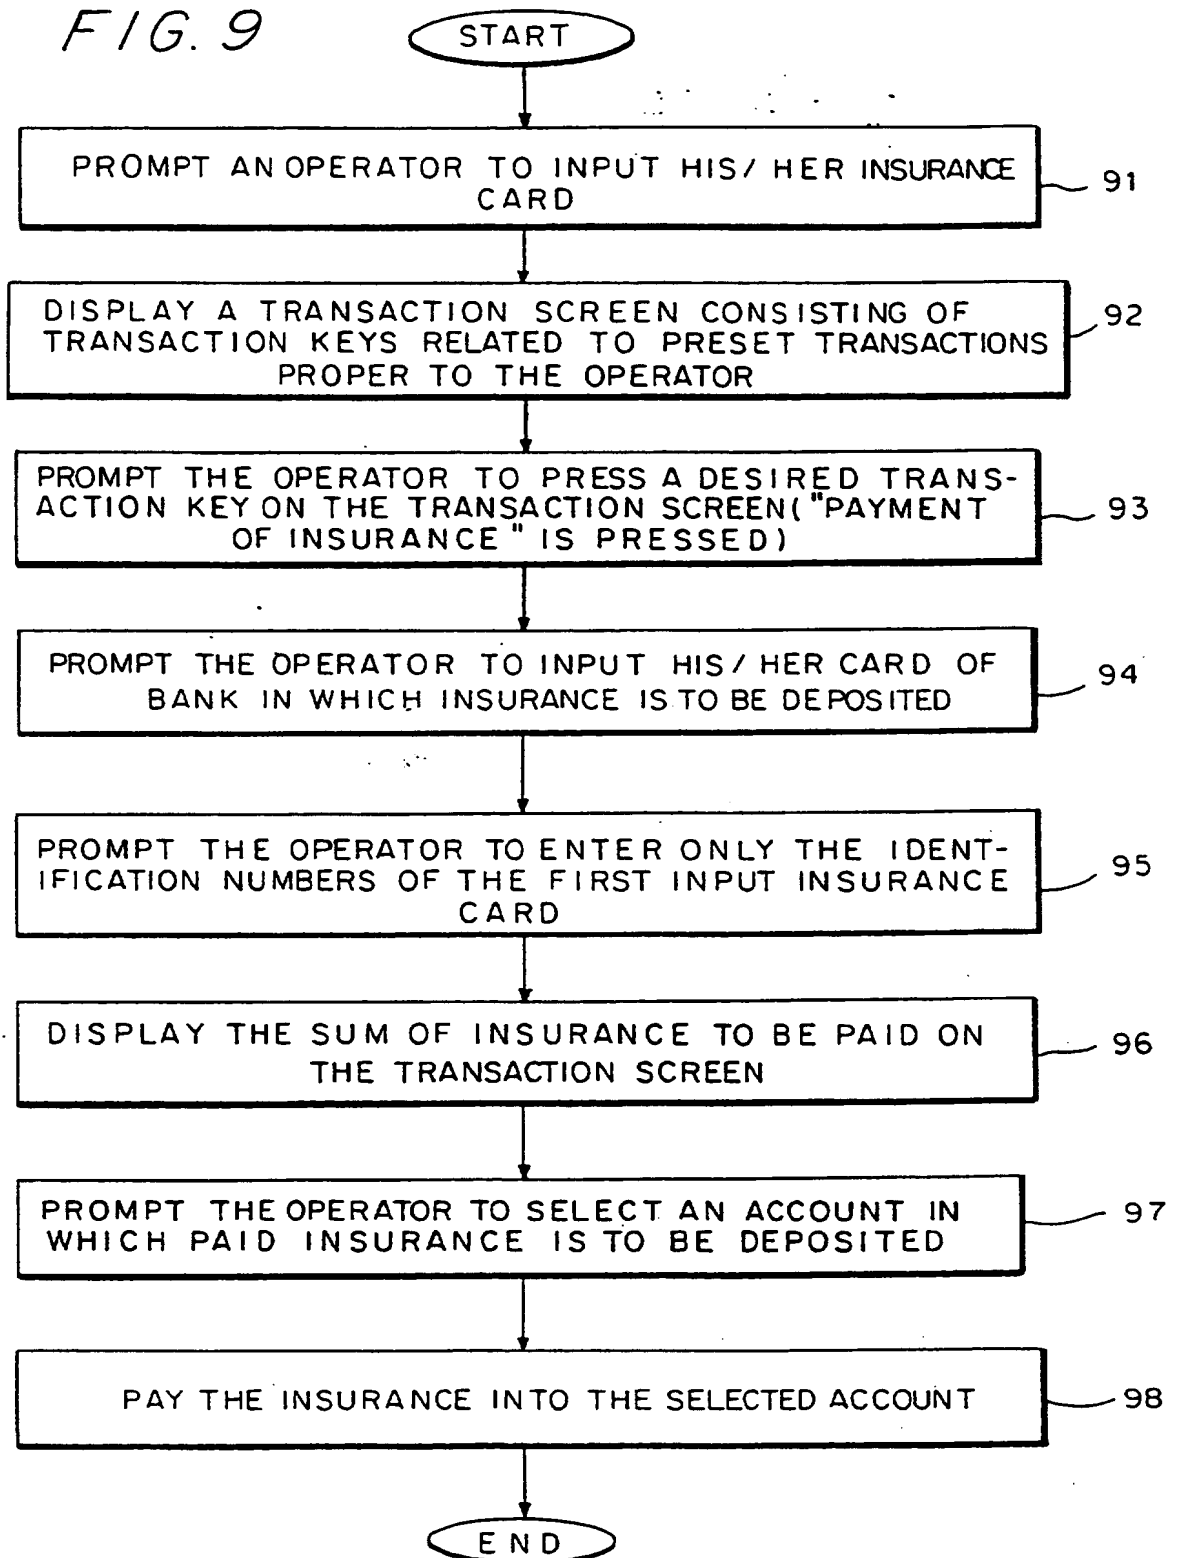 FIG. 9
START
PROMPT AN OPERATOR TO INPUT HIS/HER INSURANCE
CARD
91
DISPLAY A TRANSACTION SCREEN CONSISTING OF
TRANSACTION KEYS RELATED TO PRESET TRANSACTIONS
PROPER TO THE OPERATOR
92
PROMPT THE OPERATOR TO PRESS A DESIRED TRANS-
ACTION KEY ON THE TRANSACTION SCREEN ("PAYMENT
OF INSURANCE" IS PRESSED)
93
PROMPT THE OPERATOR TO INPUT HIS/HER CARD OF
BANK IN WHICH INSURANCE IS TO BE DEPOSITED
94
PROMPT THE OPERATOR TO ENTER ONLY THE IDENT-
IFICATION NUMBERS OF THE FIRST INPUT INSURANCE
CARD
95
DISPLAY THE SUM OF INSURANCE TO BE PAID ON
THE TRANSACTION SCREEN
96
PROMPT THE OPERATOR TO SELECT AN ACCOUNT IN
WHICH PAID INSURANCE IS TO BE DEPOSITED
97
PAY THE INSURANCE INTO THE SELECTED ACCOUNT
98
END